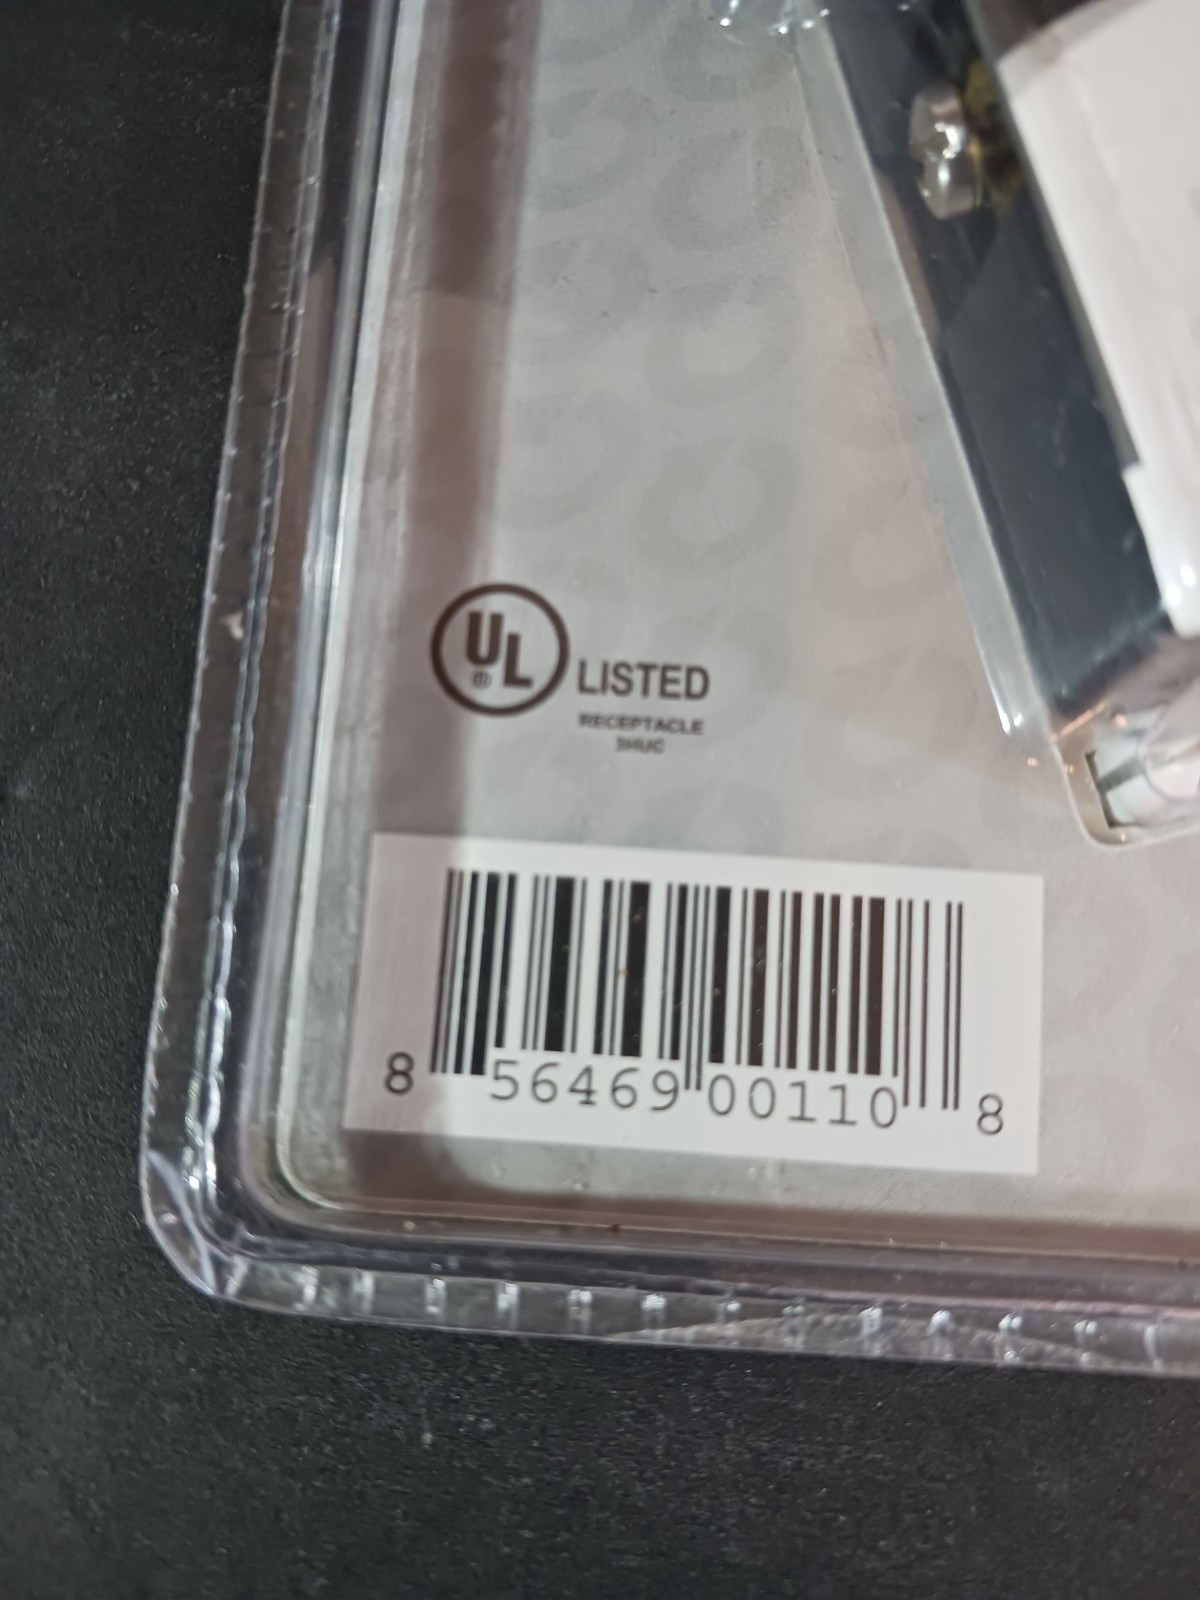 UL
®
LISTED
RECEPTACLE
3HUC
8 56469 00110 8